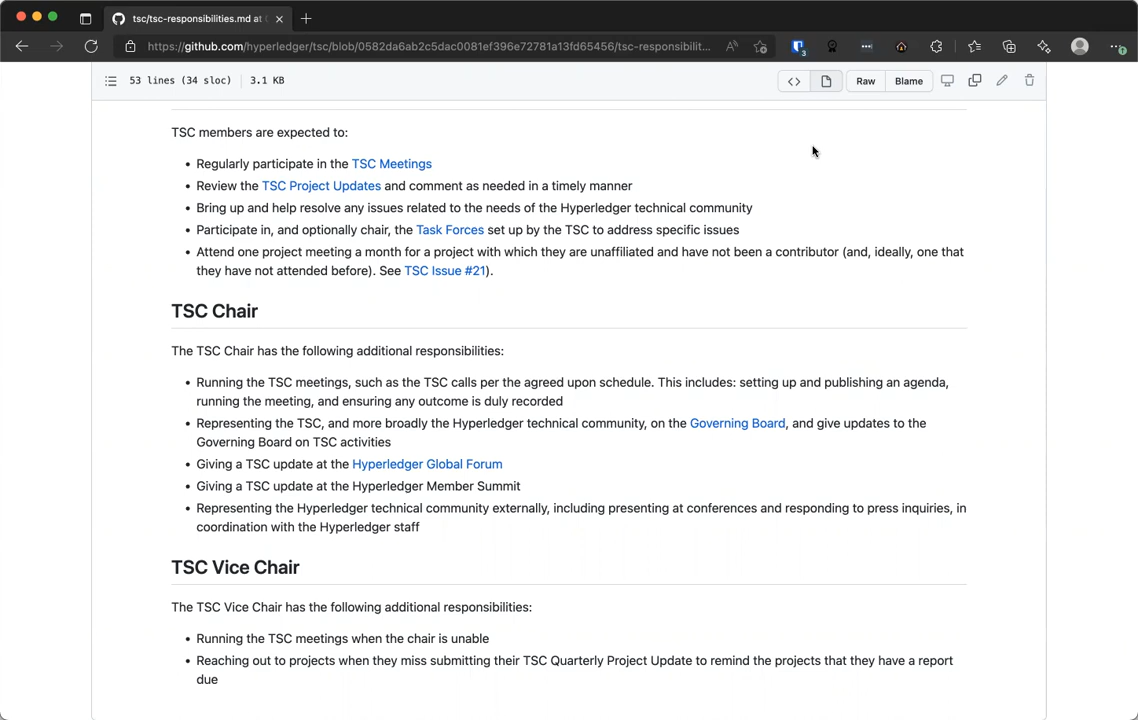 tsc/tsc-responsibilities.md at
https://github.com/hyperledger/tsc/blob/0582da6ab2c5dac0081ef396e72781a13fd65456/tsc-responsibilit...
3
53 lines (34 sloc) 3.1 KB
Raw Blame
TSC members are expected to:
• Regularly participate in the TSC Meetings
• Review the TSC Project Updates and comment as needed in a timely manner
• Bring up and help resolve any issues related to the needs of the Hyperledger technical community
• Participate in, and optionally chair, the Task Forces set up by the TSC to address specific issues
• Attend one project meeting a month for a project with which they are unaffiliated and have not been a contributor (and, ideally, one that
they have not attended before). See TSC Issue #21).
TSC Chair
The TSC Chair has the following additional responsibilities:
• Running the TSC meetings, such as the TSC calls per the agreed upon schedule. This includes: setting up and publishing an agenda,
running the meeting, and ensuring any outcome is duly recorded
• Representing the TSC, and more broadly the Hyperledger technical community, on the Governing Board, and give updates to the
Governing Board on TSC activities
• Giving a TSC update at the Hyperledger Global Forum
• Giving a TSC update at the Hyperledger Member Summit
• Representing the Hyperledger technical community externally, including presenting at conferences and responding to press inquiries, in
coordination with the Hyperledger staff
TSC Vice Chair
The TSC Vice Chair has the following additional responsibilities:
• Running the TSC meetings when the chair is unable
• Reaching out to projects when they miss submitting their TSC Quarterly Project Update to remind the projects that they have a report
due